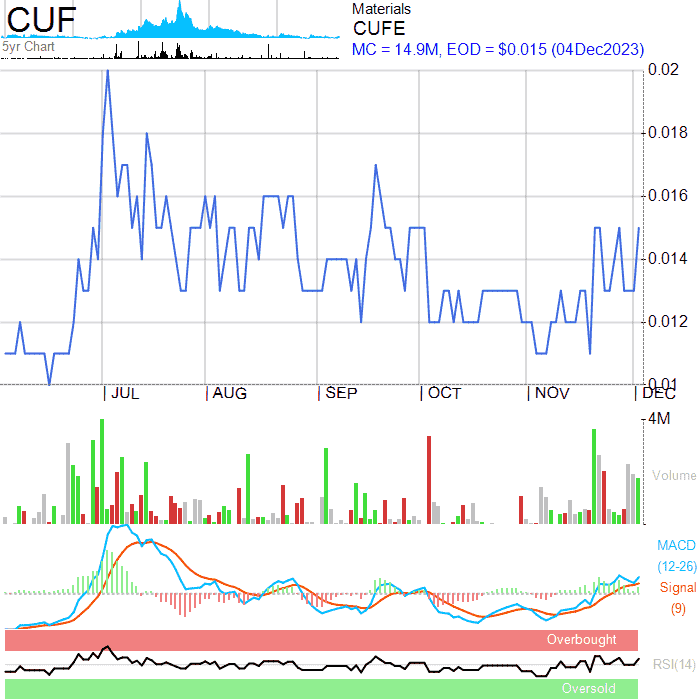 CUF
5yr Chart
Materials
CUFE
MC = 14.9M, EOD = $0.015 (04Dec2023)
0.02
0.018
0.016
0.014
0.012
0.01
JUL AUG SEP OCT NOV DEC
4M
Volume
MACD
(12-26)
Signal
(9)
Overbought
RSI(14)
Oversold